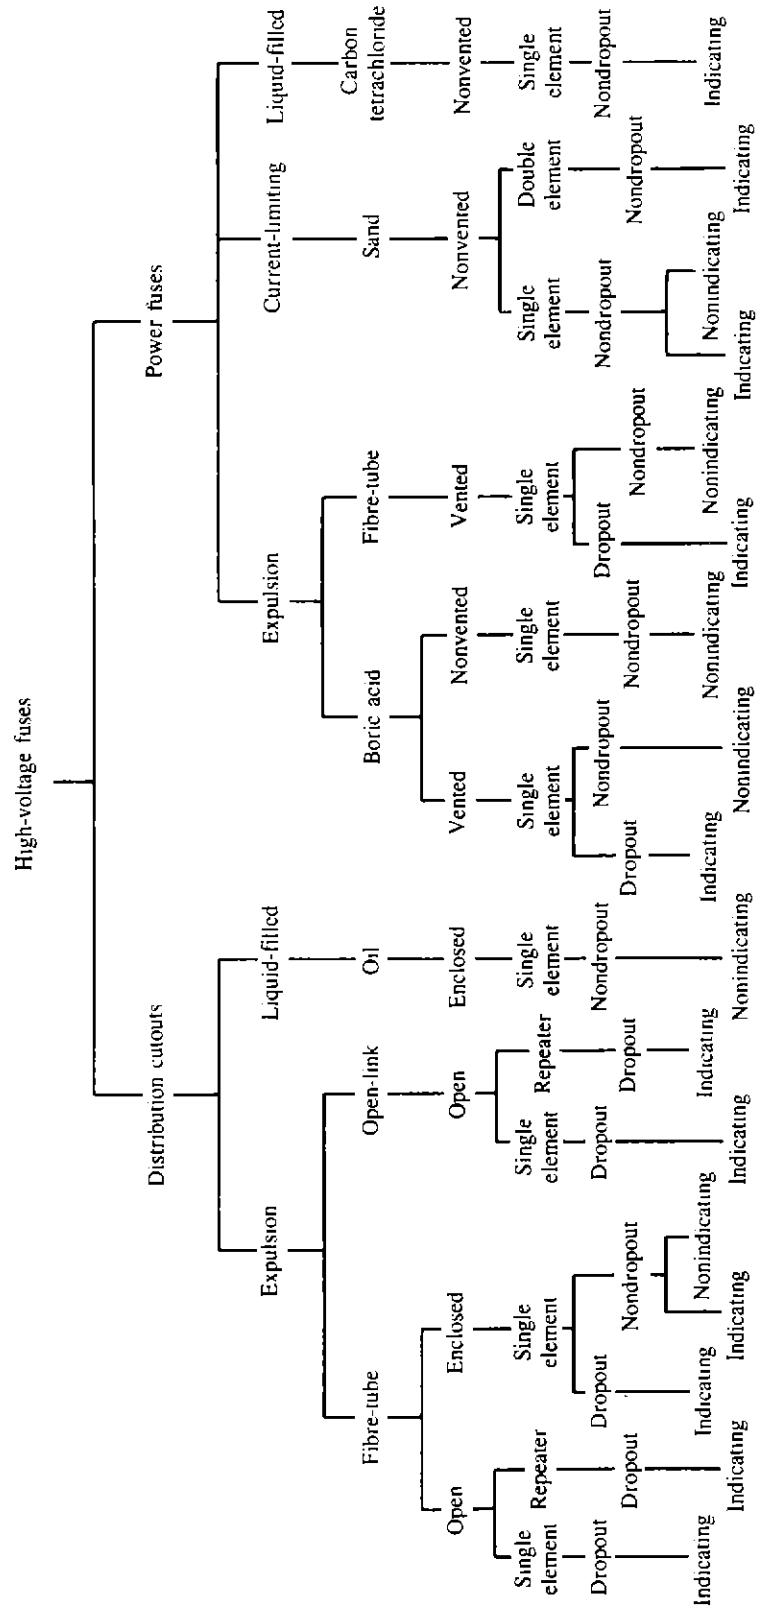 High-voltage fuses
Distribution cutouts
Power fuses
Expulsion
Liquid-filled
Expulsion
Current-limiting
Liquid-filled
Fibre-tube
Open-link
Oil
Boric acid
Fibre-tube
Sand
Carbon
tetrachloride
Open
Enclosed
Open
Enclosed
Vented
Nonvented
Vented
Nonvented
Nonvented
Single
element
Repeater
Single
element
Single
element
Repeater
Single
element
Single
element
Single
element
Single
element
Single
element
Double
element
Single
element
Dropout
Dropout
Dropout
Nondropout
Dropout
Dropout
Nondropout
Dropout
Nondropout
Nondropout
Dropout
Nondropout
Nondropout
Nondropout
Nondropout
Indicating
Indicating
Indicating
Indicating
Nonindicating
Indicating
Indicating
Nonindicating
Indicating
Nonindicating
Nonindicating
Indicating
Nonindicating
Indicating
Nonindicating
Indicating
Indicating